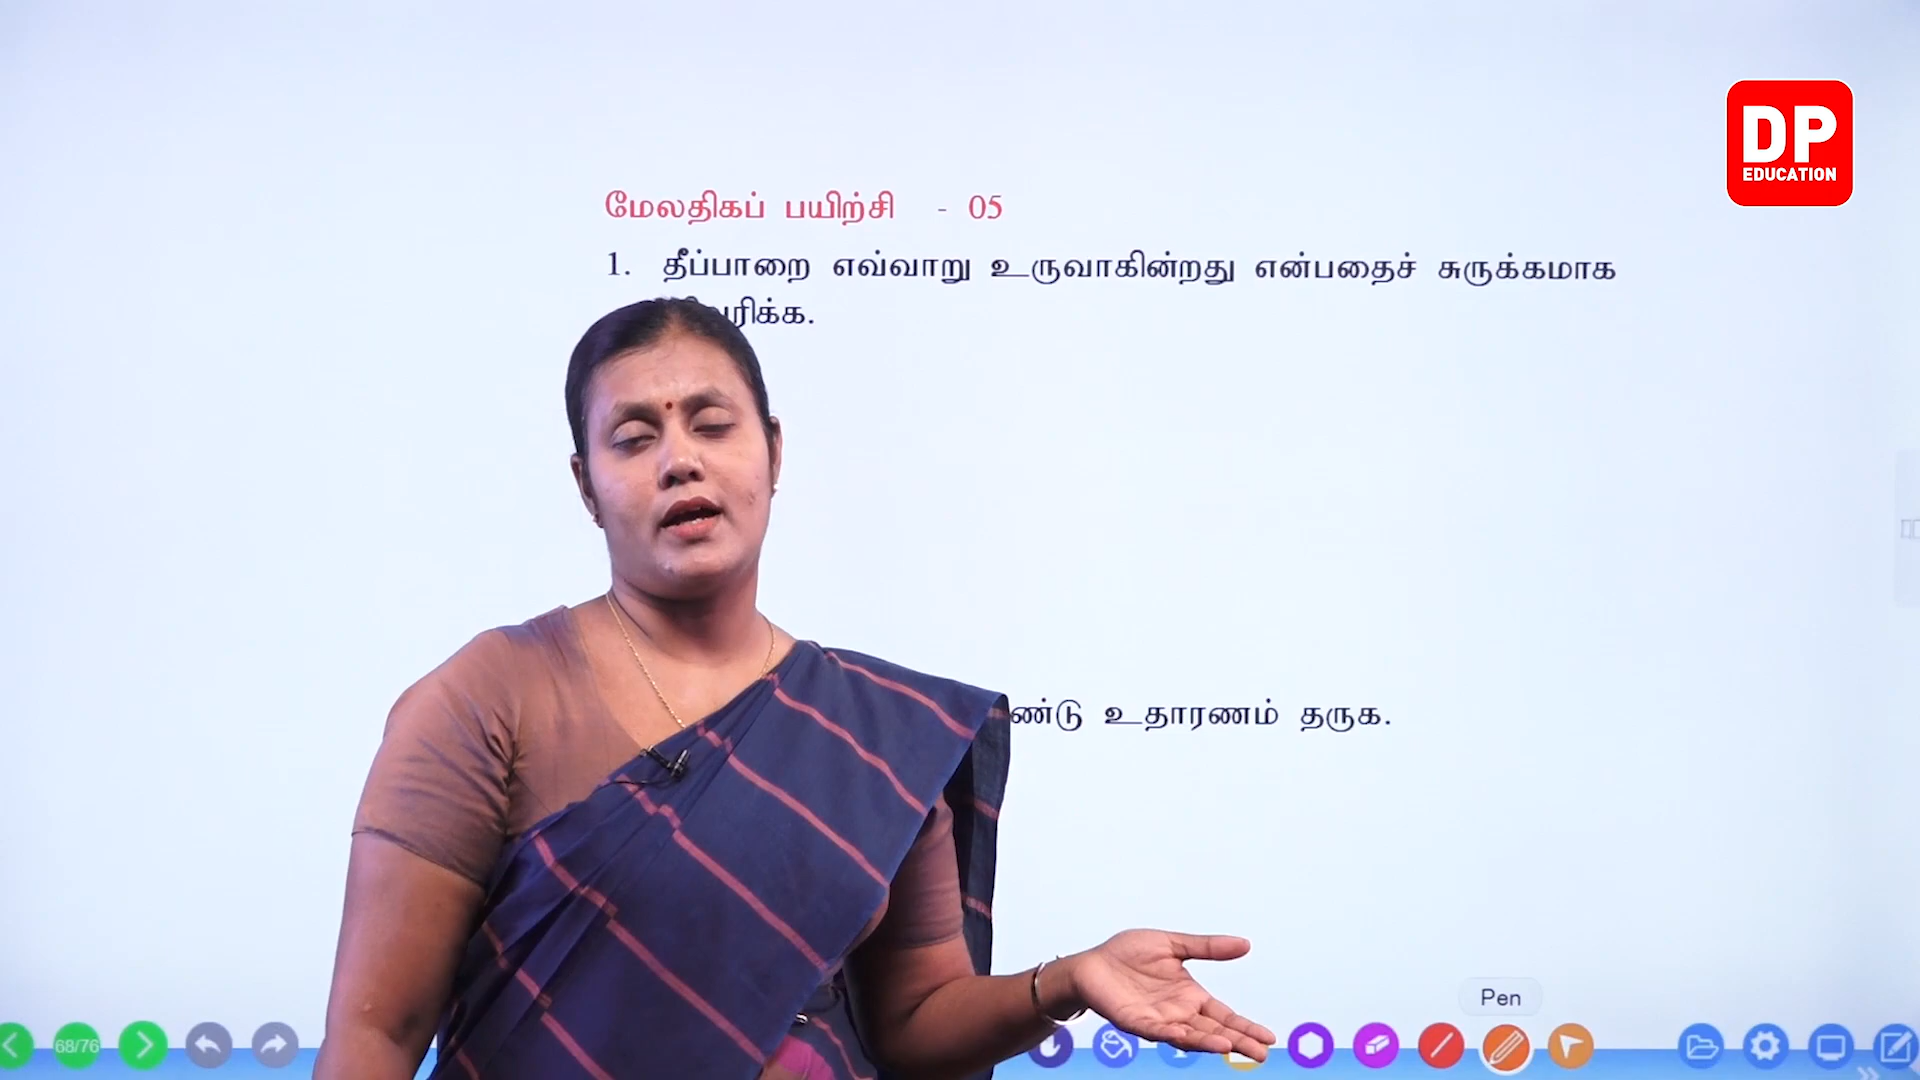 DP
EDUCATION
மேலதிகப் பயிற்சி - 05
1. தீப்பாறை எவ்வாறு உருவாகின்றது என்பதைச் சுருக்கமாக
உதாரணம் தருக.
Pen
68/76